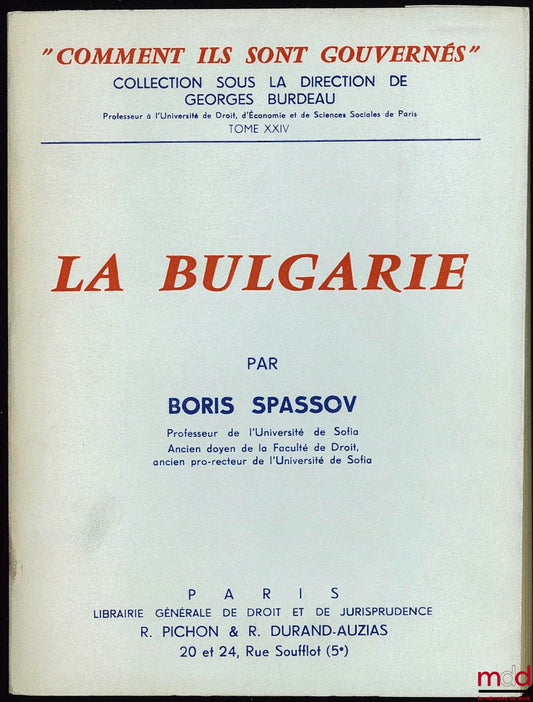 "COMMENT ILS SONT GOUVERNÉS"
COLLECTION SOUS LA DIRECTION DE
GEORGES BURDEAU
Professeur à l'Université de Droit, d'Économie et de Sciences Sociales de Paris
TOME XXIV
LA BULGARIE
PAR
BORIS SPASSOV
Professeur de l'Université de Sofia
Ancien doyen de la Faculté de Droit,
ancien pro-recteur de l'Université de Sofia
PARIS
LIBRAIRIE GÉNÉRALE DE DROIT ET DE JURISPRUDENCE
R. PICHON & R. DURAND-AUZIAS
20 et 24, Rue Soufflot (5e)
mdd